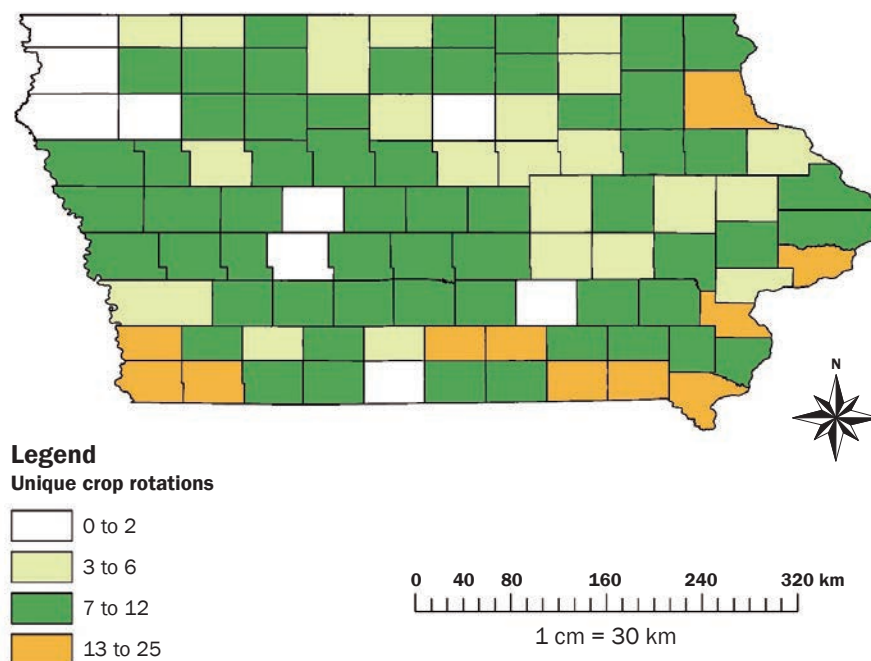 N
Legend
Unique crop rotations
0 to 2
3 to 6
7 to 12
13 to 25
0 40 80 160 240 320 km
1 cm = 30 km